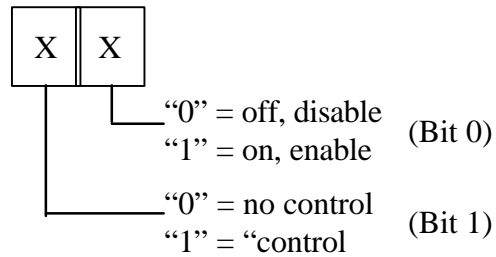 X X
“0” = off, disable
“1” = on, enable
(Bit 0)
“0” = no control
“1” = “control
(Bit 1)